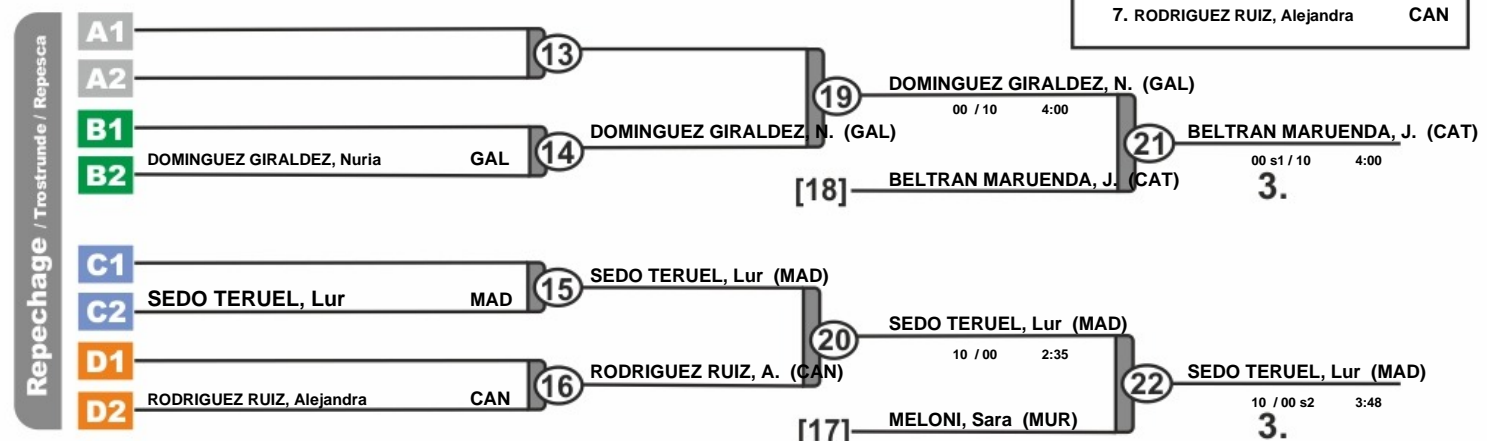 7. RODRIGUEZ RUIZ, Alejandra CAN
Repechage / Trostrunde / Repesca
A1
13
A2
19
DOMINGUEZ GIRALDEZ, N. (GAL)
00 / 10 4:00
B1
DOMINGUEZ GIRALDEZ, N. (GAL)
14
DOMINGUEZ GIRALDEZ, Nuria GAL
B2
21
BELTRAN MARUENDA, J. (CAT)
00 s1 / 10 4:00
3.
[18]
BELTRAN MARUENDA, J. (CAT)
C1
SEDO TERUEL, Lur (MAD)
15
SEDO TERUEL, Lur MAD
C2
20
SEDO TERUEL, Lur (MAD)
10 / 00 2:35
D1
RODRIGUEZ RUIZ, A. (CAN)
16
RODRIGUEZ RUIZ, Alejandra CAN
D2
22
SEDO TERUEL, Lur (MAD)
10 / 00 s2 3:48
3.
[17]
MELONI, Sara (MUR)